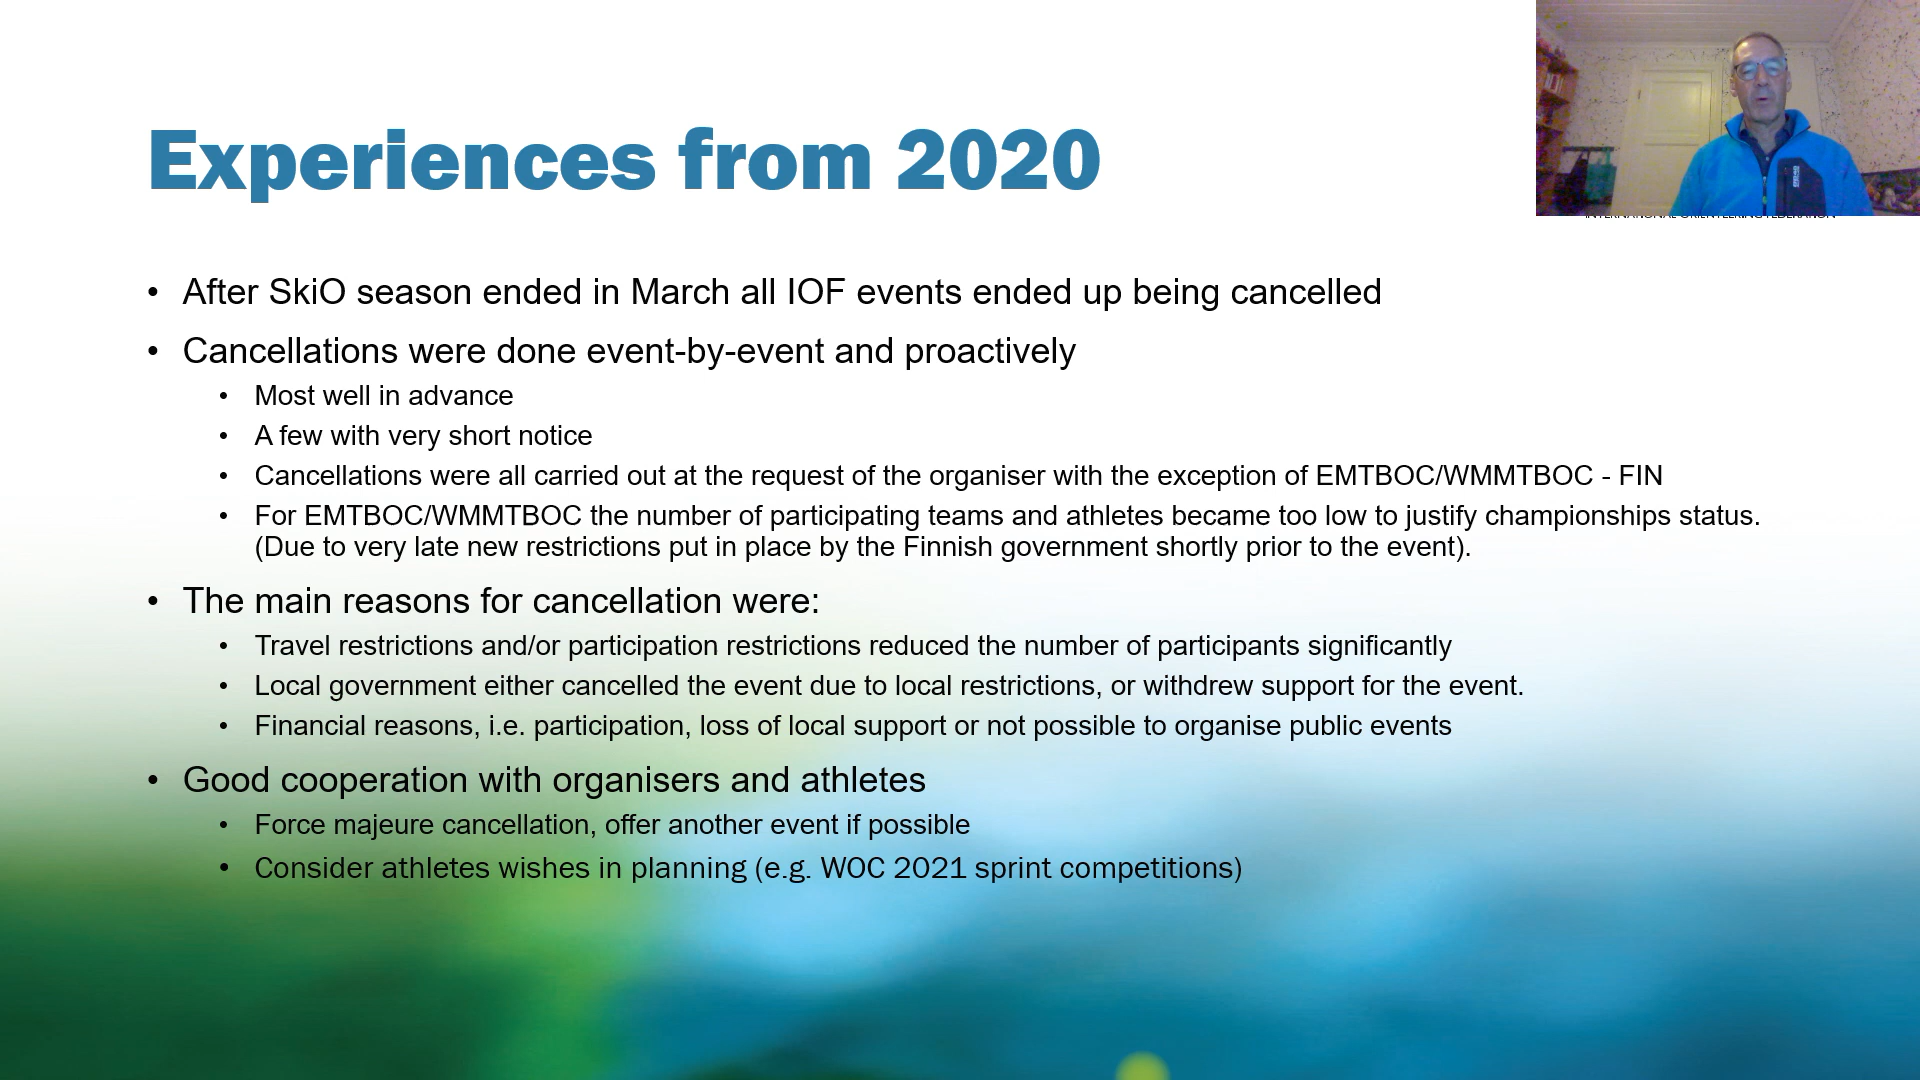 Experiences from 2020
INTERNATIONAL ORIENTEERING FEDERATION
• After SkiO season ended in March all IOF events ended up being cancelled
• Cancellations were done event-by-event and proactively
• Most well in advance
• A few with very short notice
• Cancellations were all carried out at the request of the organiser with the exception of EMTBOC/WMMTBOC - FIN
• For EMTBOC/WMMTBOC the number of participating teams and athletes became too low to justify championships status.
(Due to very late new restrictions put in place by the Finnish government shortly prior to the event).
• The main reasons for cancellation were:
• Travel restrictions and/or participation restrictions reduced the number of participants significantly
• Local government either cancelled the event due to local restrictions, or withdrew support for the event.
• Financial reasons, i.e. participation, loss of local support or not possible to organise public events
• Good cooperation with organisers and athletes
• Force majeure cancellation, offer another event if possible
• Consider athletes wishes in planning (e.g. WOC 2021 sprint competitions)